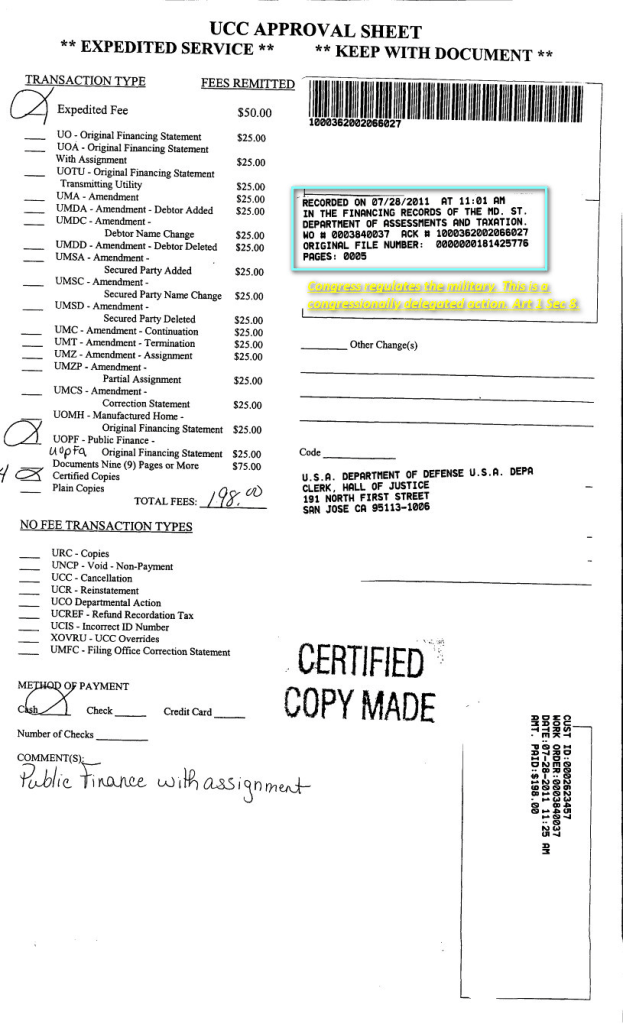 UCC APPROVAL SHEET
** EXPEDITED SERVICE ** ** KEEP WITH DOCUMENT **
TRANSACTION TYPE FEES REMITTED
Expedited Fee $50.00
UO - Original Financing Statement $25.00
UOA - Original Financing Statement
With Assignment $25.00
UOTU - Original Financing Statement
Transmitting Utility $25.00
UMA - Amendment $25.00
UMDA - Amendment - Debtor Added $25.00
UMDC - Amendment -
Debtor Name Change $25.00
UMDD - Amendment - Debtor Deleted $25.00
UMSA - Amendment -
Secured Party Added $25.00
UMSC - Amendment -
Secured Party Name Change $25.00
UMSD - Amendment -
Secured Party Deleted $25.00
UMC - Amendment - Continuation $25.00
UMT - Amendment - Termination $25.00
UMZ - Amendment - Assignment $25.00
UMZP - Amendment -
Partial Assignment $25.00
UMCS - Amendment -
Correction Statement $25.00
UOMH - Manufactured Home -
Original Financing Statement $25.00
UOPF - Public Finance -
UOPFA Original Financing Statement $25.00
Documents Nine (9) Pages or More $75.00
4 Certified Copies
Plain Copies
TOTAL FEES: 198.00
NO FEE TRANSACTION TYPES
URC - Copies
UNCP - Void - Non-Payment
UCC - Cancellation
UCR - Reinstatement
UCO Departmental Action
UCREF - Refund Recordation Tax
UCIS - Incorrect ID Number
XOVRU - UCC Overrides
UMFC - Filing Office Correction Statement
METHOD OF PAYMENT
Cash Check Credit Card
Number of Checks
COMMENT(S):
Public Finance with assignment
1000362002066027
RECORDED ON 07/28/2011 AT 11:01 AM
IN THE FINANCING RECORDS OF THE MD. ST.
DEPARTMENT OF ASSESSMENTS AND TAXATION.
WO # 0003840037 ACK # 1000362002066027
ORIGINAL FILE NUMBER: 0000000181425776
PAGES: 0005
Congress regulates the military. This is a
congressionally delegated action. Art 1 Sec 8.
Other Change(s)
Code
U.S.A. DEPARTMENT OF DEFENSE U.S.A. DEPA
CLERK, HALL OF JUSTICE
191 NORTH FIRST STREET
SAN JOSE CA 95113-1006
CERTIFIED
COPY MADE
CUST ID:0002623457
WORK ORDER:0003840037
DATE:07-28-2011 11:25 AM
AMT. PAID:$198.00